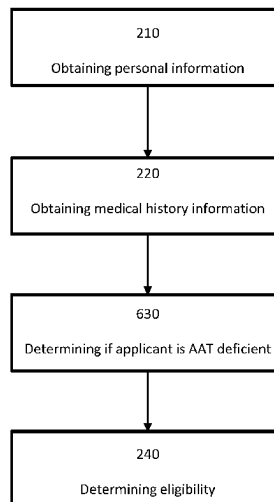 210
Obtaining personal information
220
Obtaining medical history information
630
Determining if applicant is AAT deficient
240
Determining eligibility